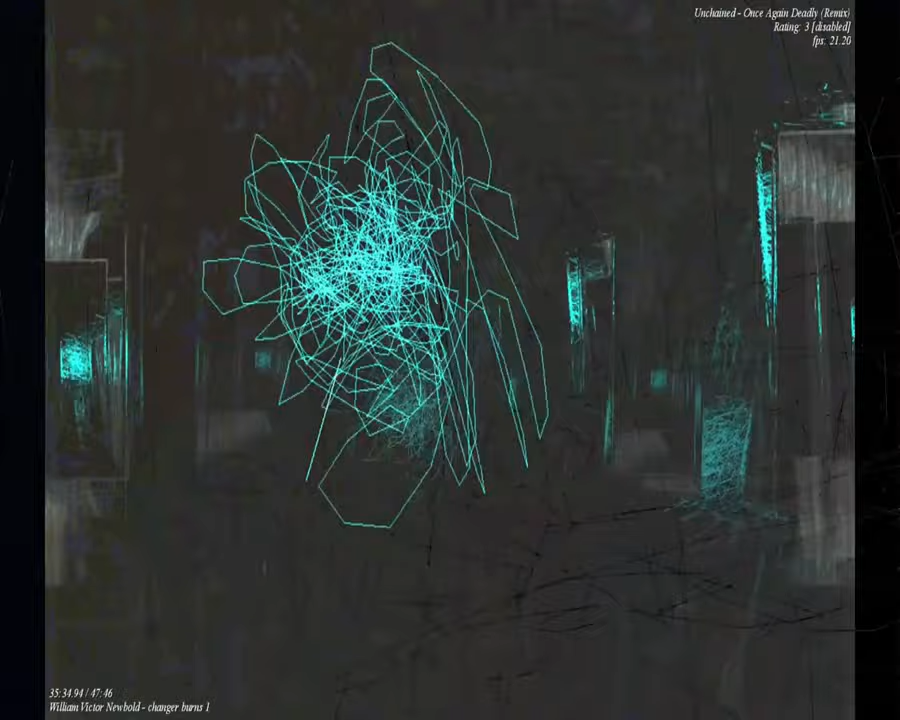 Unchained - Once Again Deadly (Remix)
Rating: 3 [disabled]
fps: 21.20
35:34.94 / 47:46
William Victor Newbold - changer burns 1